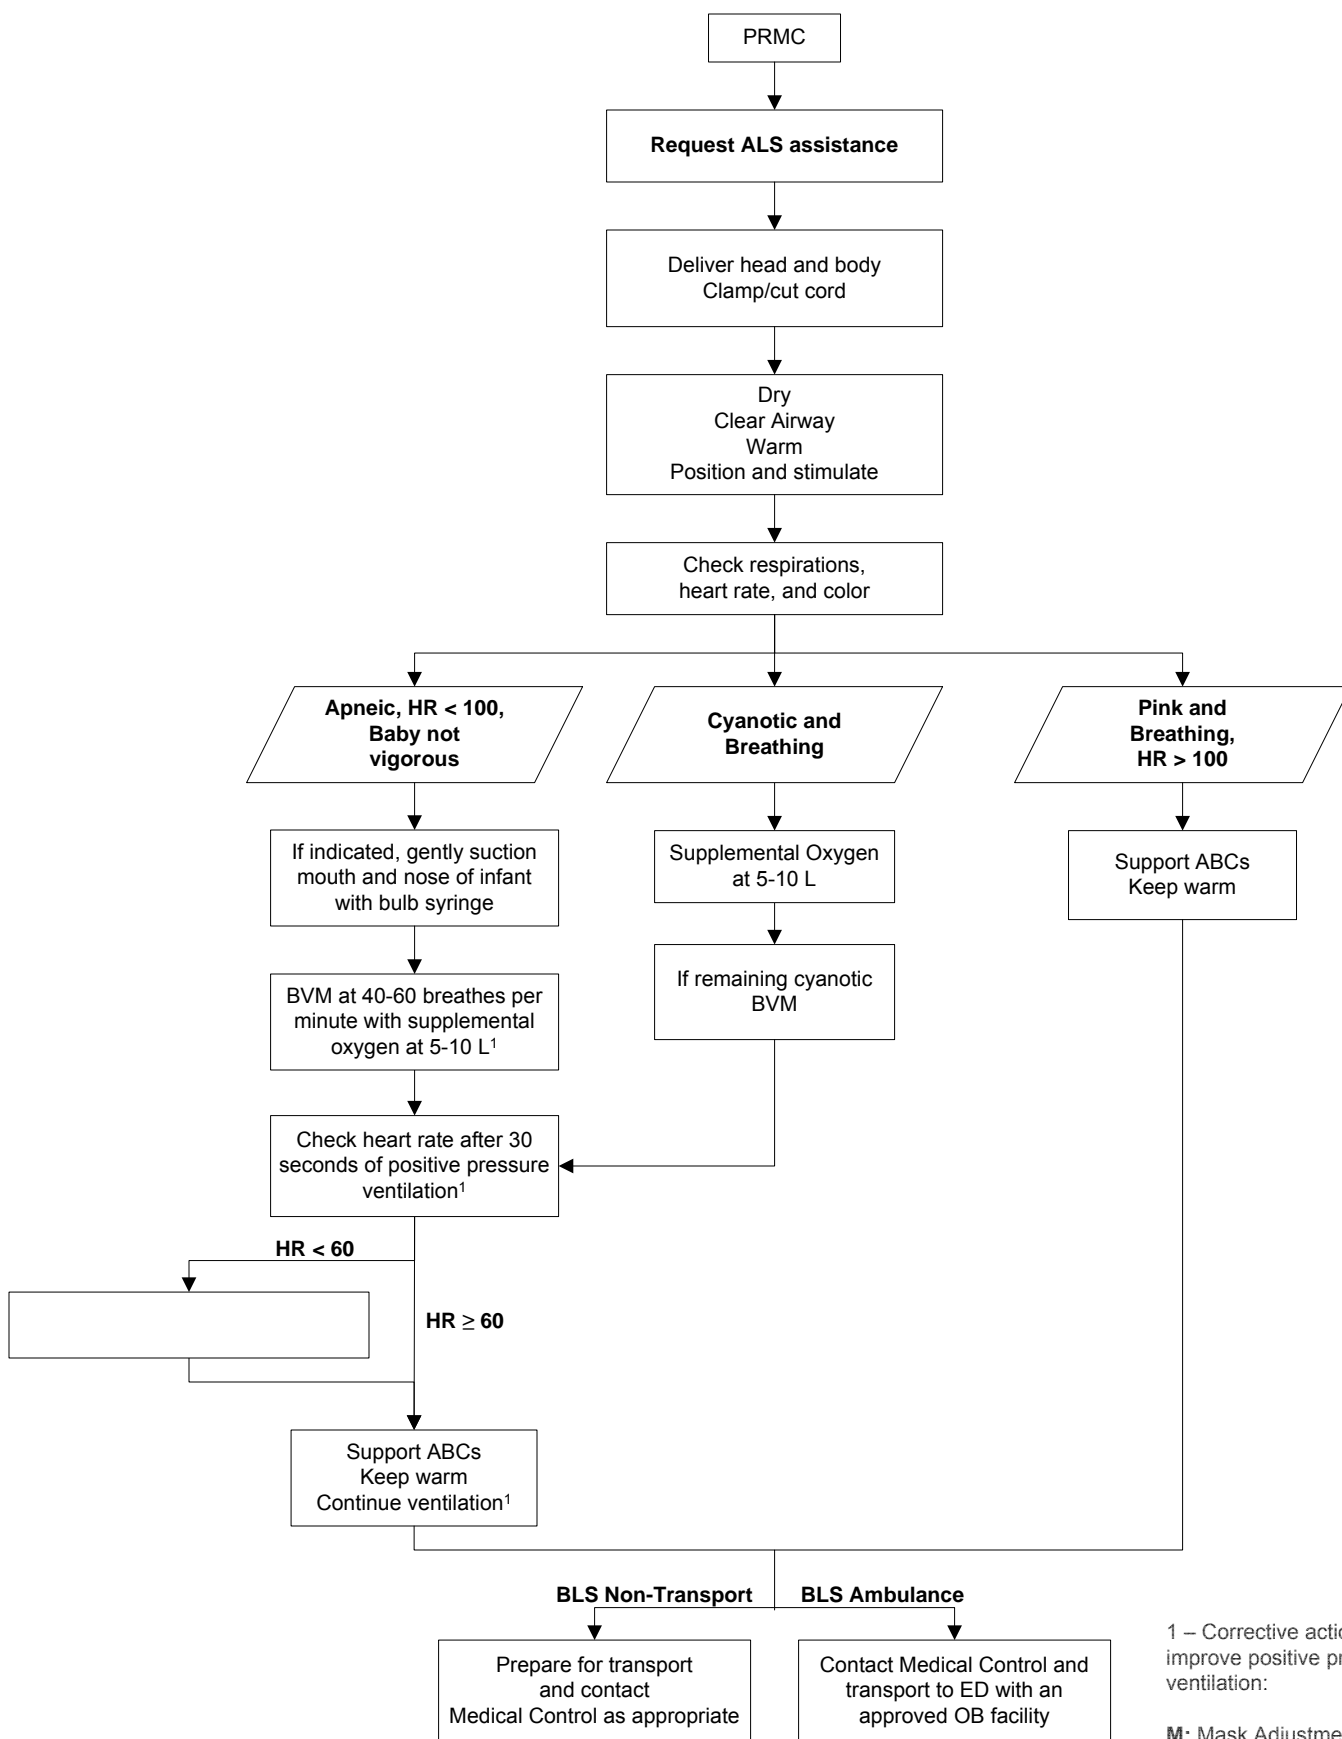 PRMC
Request ALS assistance
Deliver head and body
Clamp/cut cord
Dry
Clear Airway
Warm
Position and stimulate
Check respirations,
heart rate, and color
Apneic, HR < 100,
Baby not
vigorous
Cyanotic and
Breathing
Pink and
Breathing,
HR > 100
If indicated, gently suction
mouth and nose of infant
with bulb syringe
Supplemental Oxygen
at 5-10 L
Support ABCs
Keep warm
BVM at 40-60 breathes per
minute with supplemental
oxygen at 5-10 L¹
If remaining cyanotic
BVM
Check heart rate after 30
seconds of positive pressure
ventilation¹
HR < 60
HR ≥ 60
Support ABCs
Keep warm
Continue ventilation¹
BLS Non-Transport
BLS Ambulance
Prepare for transport
and contact
Medical Control as appropriate
Contact Medical Control and
transport to ED with an
approved OB facility
1 – Corrective
improve positive
ventilation:
M: Mask